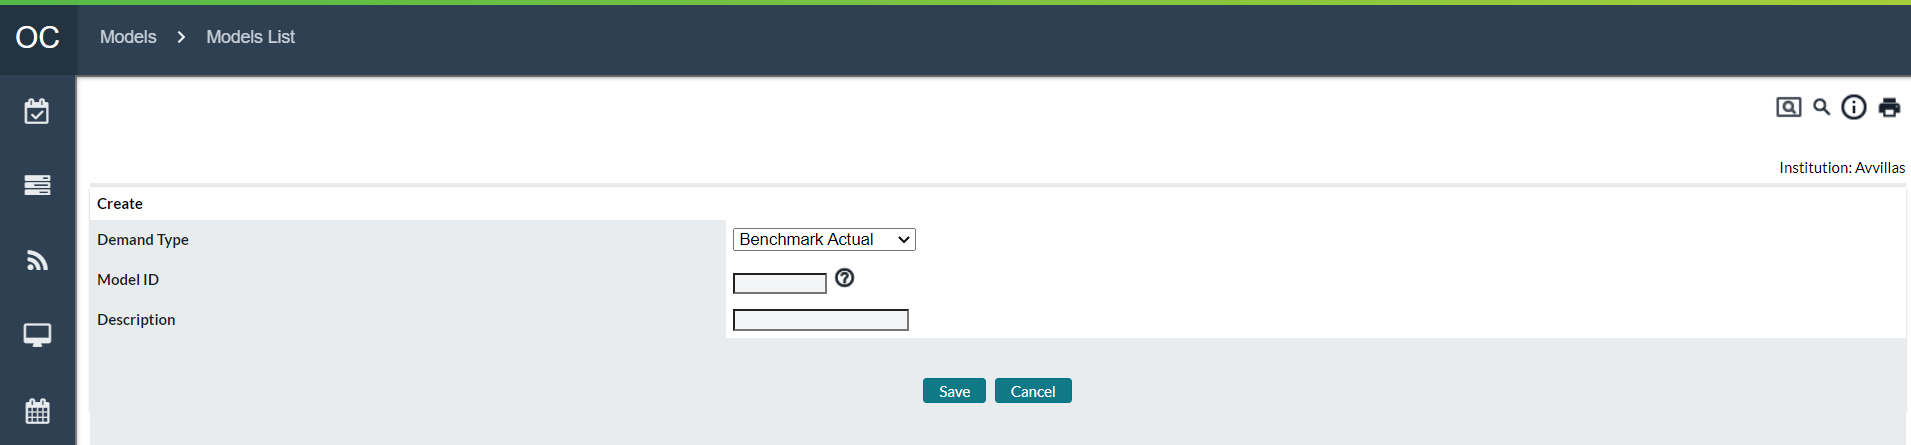 OC
Models > Models List
Institution: Avvillas
Create
Demand Type Benchmark Actual
Model ID
Description
Save Cancel